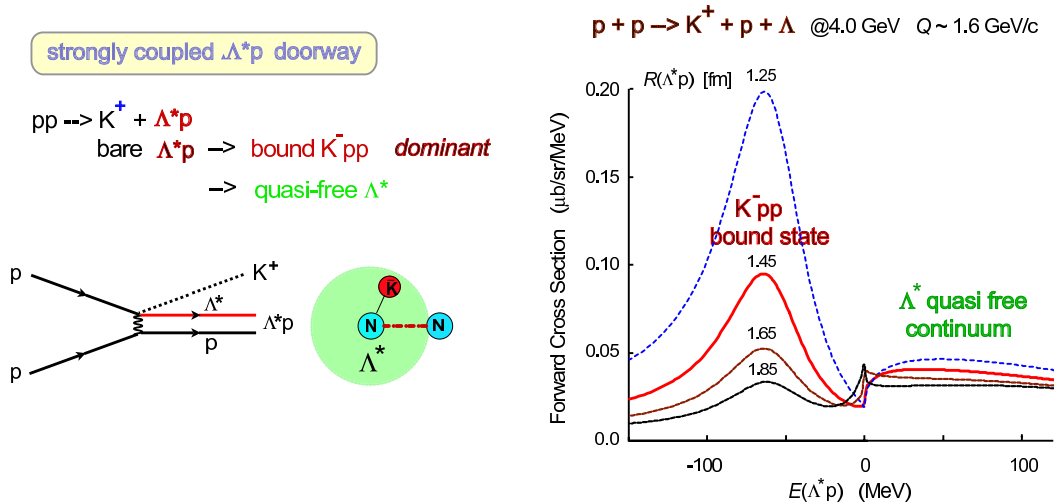 strongly coupled Λ*p doorway
pp --> K⁺ + Λ*p
bare Λ*p –> bound K⁻pp dominant
–> quasi-free Λ*
p
K⁺
Λ*
Λ*p
p
p
K̄
N
N
Λ*
p + p –> K⁺ + p + Λ @4.0 GeV Q ~ 1.6 GeV/c
R(Λ*p) [fm]
1.25
0.20
0.15
K⁻pp
bound state
1.45
0.10
Λ* quasi free
continuum
1.65
1.85
0.05
0.0
Forward Cross Section (μb/sr/MeV)
-100
0
100
E(Λ*p) (MeV)